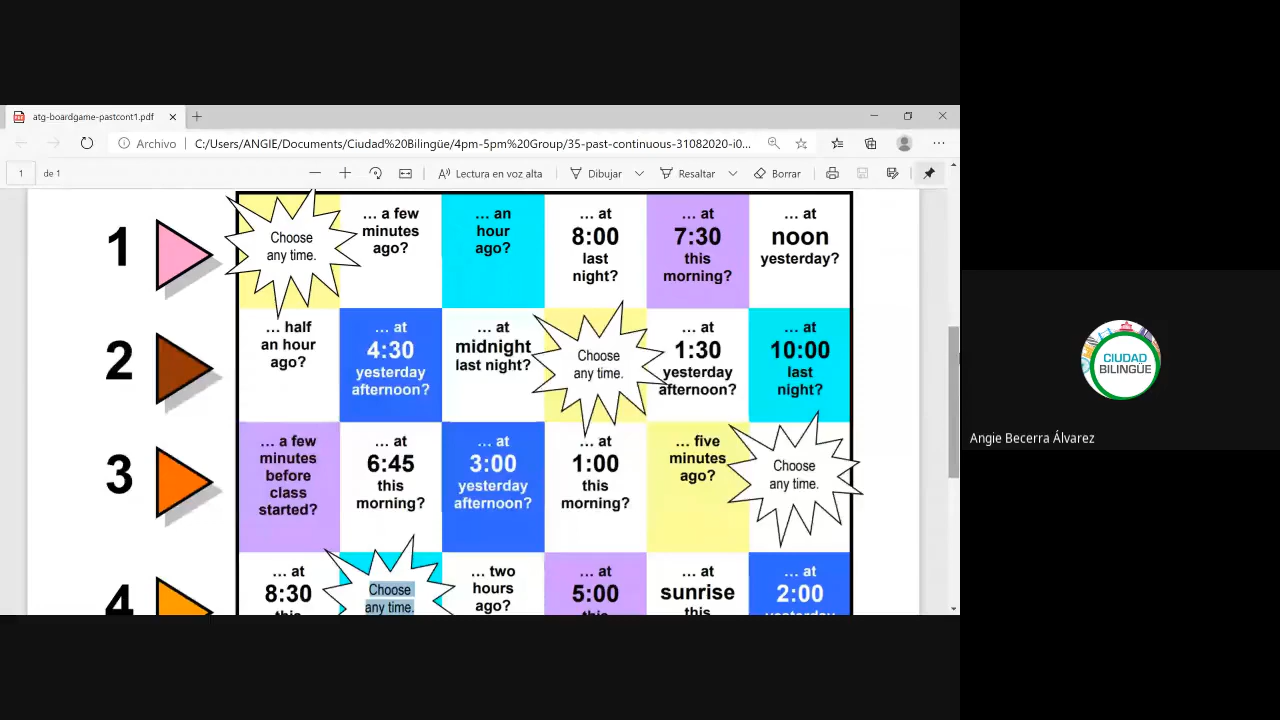 atg-boardgame-pastcont1.pdf
Archivo
C:/Users/ANGIE/Documents/Ciudad%20Bilingüe/4pm-5pm%20Group/35-past-continuous-31082020-i0...
1
de 1
Lectura en voz alta
Dibujar
Resaltar
Borrar
1
Choose
any time.
... a few
minutes
ago?
... an
hour
ago?
... at
8:00
last
night?
... at
7:30
this
morning?
... at
noon
yesterday?
2
... half
an hour
ago?
... at
4:30
yesterday
afternoon?
... at
midnight
last night?
Choose
any time.
... at
1:30
yesterday
afternoon?
... at
10:00
last
night?
3
... a few
minutes
before
class
started?
... at
6:45
this
morning?
... at
3:00
yesterday
afternoon?
... at
1:00
this
morning?
... five
minutes
ago?
Choose
any time.
4
... at
8:30
this
Choose
any time.
... two
hours
ago?
... at
5:00
this
... at
sunrise
this
... at
2:00
yesterday
CIUDAD
BILINGÜE
Angie Becerra Álvarez